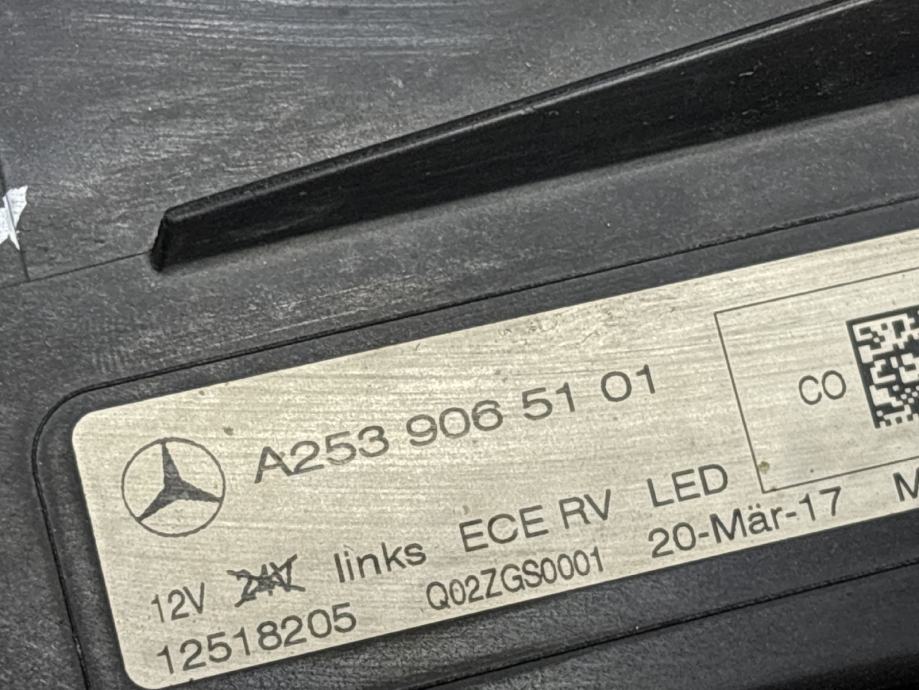 A253 906 51 01
CO
12V 24V links ECE RV LED
12518205 Q02ZGS0001 20-Mär-17 M